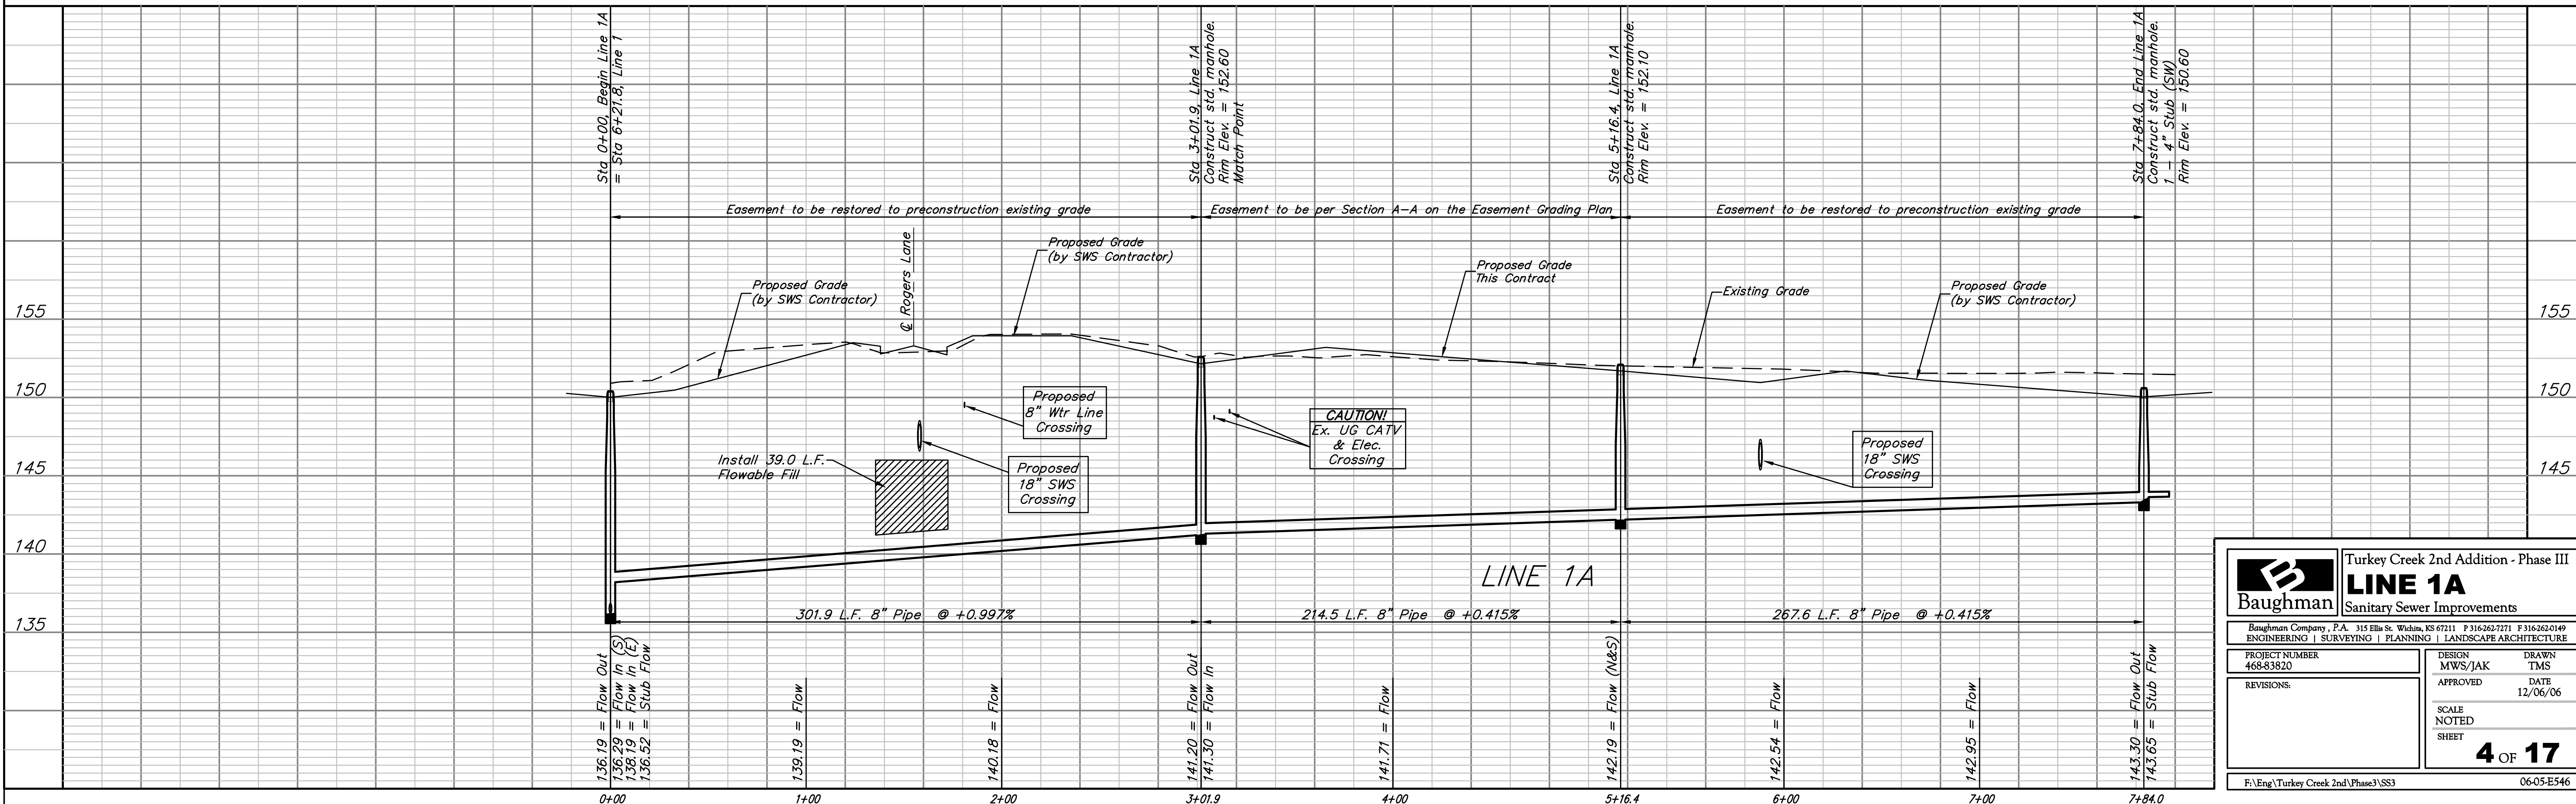 Sta 0+00, Begin Line 1A
= Sta 6+21.8, Line 1
Sta 3+01.9, Line 1A
Construct std. manhole.
Rim Elev. = 152.60
Match Point
Sta 5+16.4, Line 1A
Construct std. manhole.
Rim Elev. = 152.10
Sta 7+84.0, End Line 1A
Construct std. manhole.
1 - 4" Stub (SW)
Rim Elev. = 150.60
Easement to be restored to preconstruction existing grade
Easement to be per Section A-A on the Easement Grading Plan
Easement to be restored to preconstruction existing grade
Proposed Grade
(by SWS Contractor)
℄ Rogers Lane
Proposed Grade
(by SWS Contractor)
Proposed Grade
This Contract
Existing Grade
Proposed Grade
(by SWS Contractor)
155
155
150
150
145
145
140
135
Install 39.0 L.F.
Flowable Fill
Proposed
8" Wtr Line
Crossing
Proposed
18" SWS
Crossing
CAUTION!
Ex. UG CATV
& Elec.
Crossing
Proposed
18" SWS
Crossing
LINE 1A
301.9 L.F. 8" Pipe @ +0.997%
214.5 L.F. 8" Pipe @ +0.415%
267.6 L.F. 8" Pipe @ +0.415%
136.19 = Flow Out
136.29 = Flow In (S)
138.19 = Flow In (E)
136.52 = Stub Flow
139.19 = Flow
140.18 = Flow
141.20 = Flow Out
141.30 = Flow In
141.71 = Flow
142.19 = Flow (N&S)
142.54 = Flow
142.95 = Flow
143.30 = Flow Out
143.65 = Stub Flow
0+00
1+00
2+00
3+01.9
4+00
5+16.4
6+00
7+00
7+84.0
Baughman
Turkey Creek 2nd Addition - Phase III
LINE 1A
Sanitary Sewer Improvements
Baughman Company, P.A. 315 Ellis St. Wichita, KS 67211 P 316-262-7271 F 316-262-0149
ENGINEERING | SURVEYING | PLANNING | LANDSCAPE ARCHITECTURE
PROJECT NUMBER
468-83820
DESIGN
MWS/JAK
DRAWN
TMS
REVISIONS:
APPROVED
DATE
12/06/06
SCALE
NOTED
SHEET
4 OF 17
F:\Eng\Turkey Creek 2nd\Phase3\SS3
06-05-E546